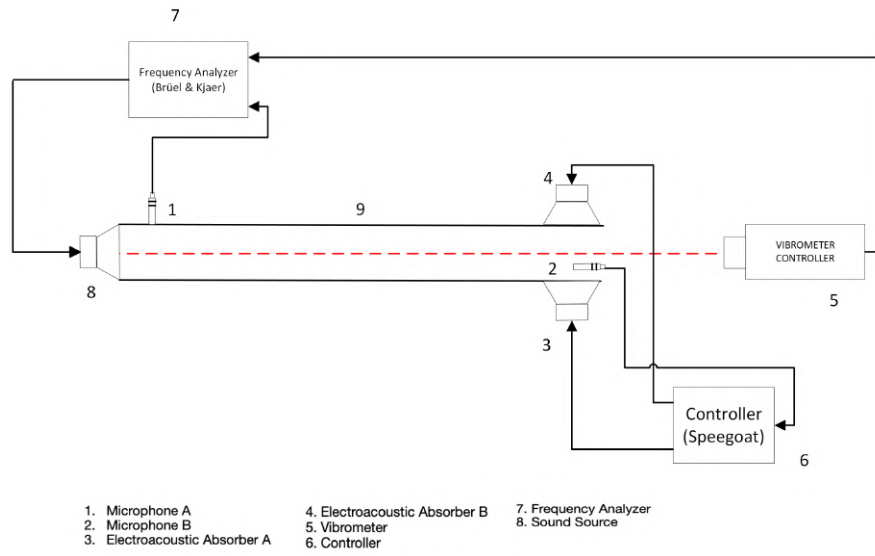 7
Frequency Analyzer
(Brüel & Kjaer)
4
1
9
2
VIBROMETER
CONTROLLER
8
5
3
Controller
(Speegoat)
6
1. Microphone A
2. Microphone B
3. Electroacoustic Absorber A
4. Electroacoustic Absorber B
5. Vibrometer
6. Controller
7. Frequency Analyzer
8. Sound Source